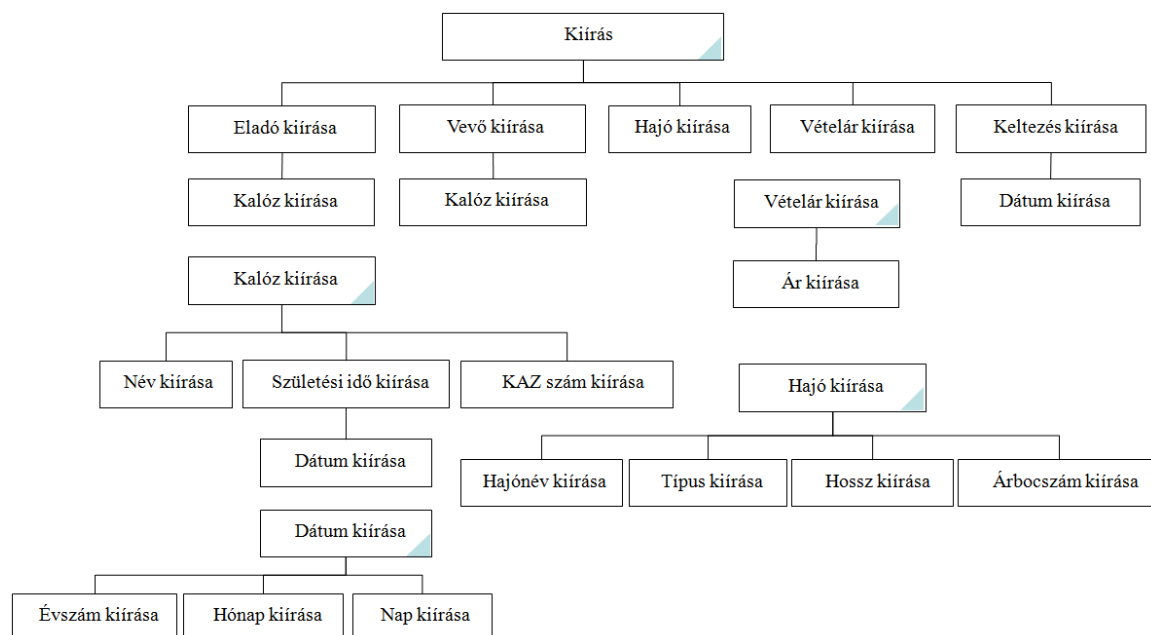 Kiírás
Eladó kiírása
Vevő kiírása
Hajó kiírása
Vételár kiírása
Keltezés kiírása
Kalóz kiírása
Kalóz kiírása
Vételár kiírása
Dátum kiírása
Kalóz kiírása
Ár kiírása
Név kiírása
Születési idő kiírása
KAZ szám kiírása
Hajó kiírása
Dátum kiírása
Hajónév kiírása
Típus kiírása
Hossz kiírása
Árbocszám kiírása
Dátum kiírása
Évszám kiírása
Hónap kiírása
Nap kiírása